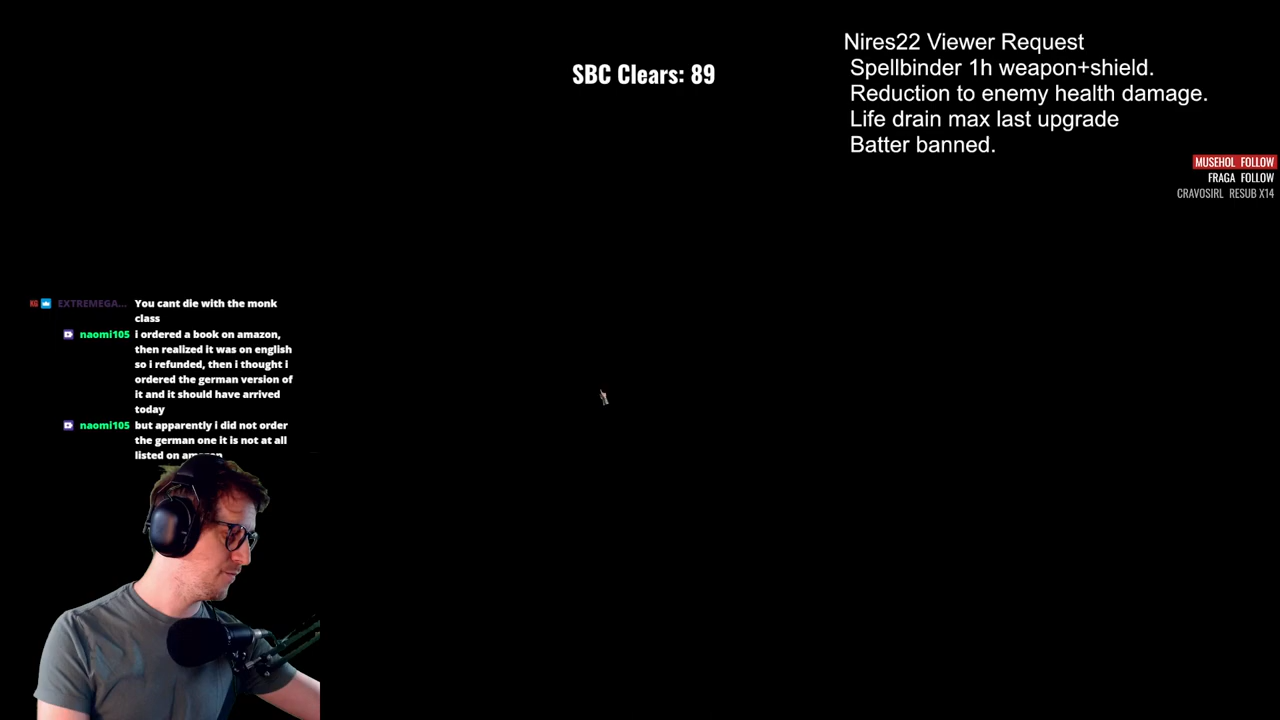 Nires22 Viewer Request
SBC Clears: 89
Spellbinder 1h weapon+shield.
Reduction to enemy health damage.
Life drain max last upgrade
Batter banned.
MUSEHOL FOLLOW
FRAGA FOLLOW
CRAVOSIRL RESUB X14
KG EXTREMEGA... You cant die with the monk
class
naomi105 i ordered a book on amazon,
then realized it was on english
so i refunded, then i thought i
ordered the german version of
it and it should have arrived
today
naomi105 but apparently i did not order
the german one it is not at all
listed on amazon